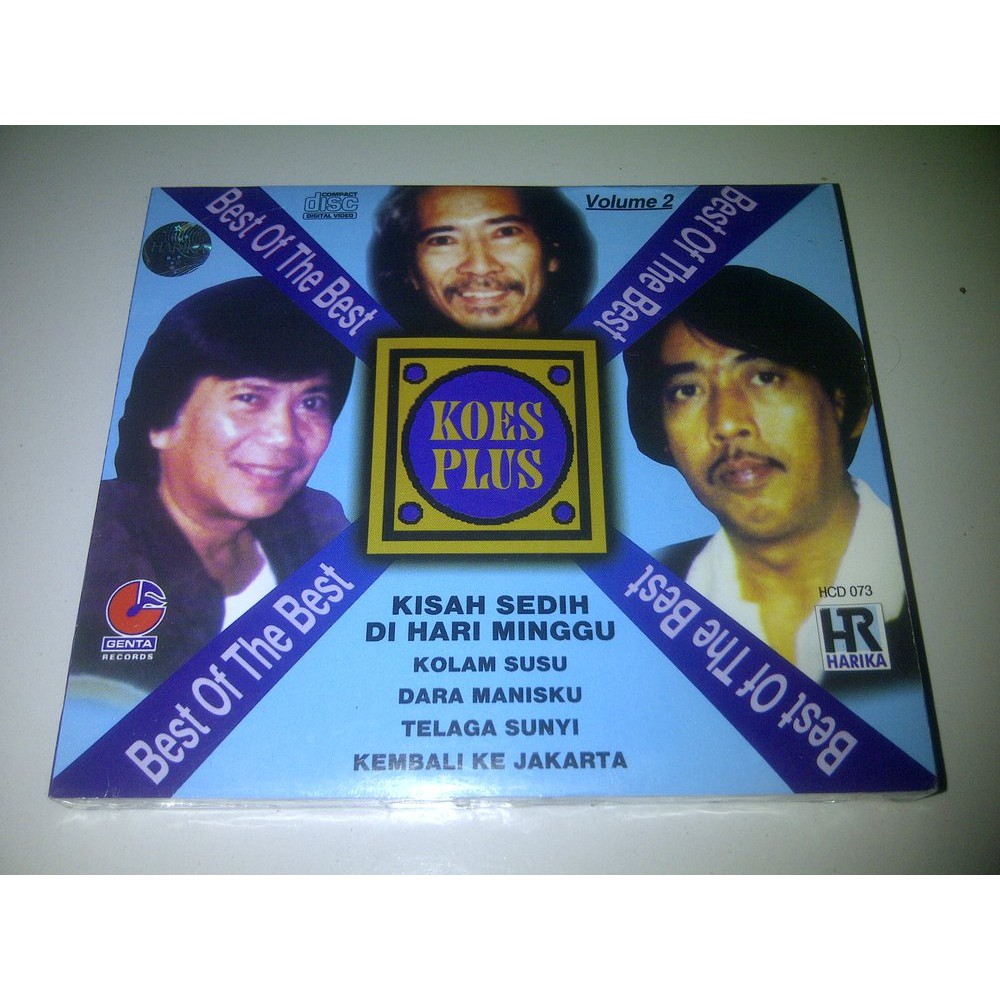 COMPACT
disc
DIGITAL VIDEO
Volume 2
Best Of The Best
Best Of The Best
KOES
PLUS
HCD 073
HR
HARIKA
GENTA
RECORDS
Best Of The Best
Best Of The Best
KISAH SEDIH
DI HARI MINGGU
KOLAM SUSU
DARA MANISKU
TELAGA SUNYI
KEMBALI KE JAKARTA